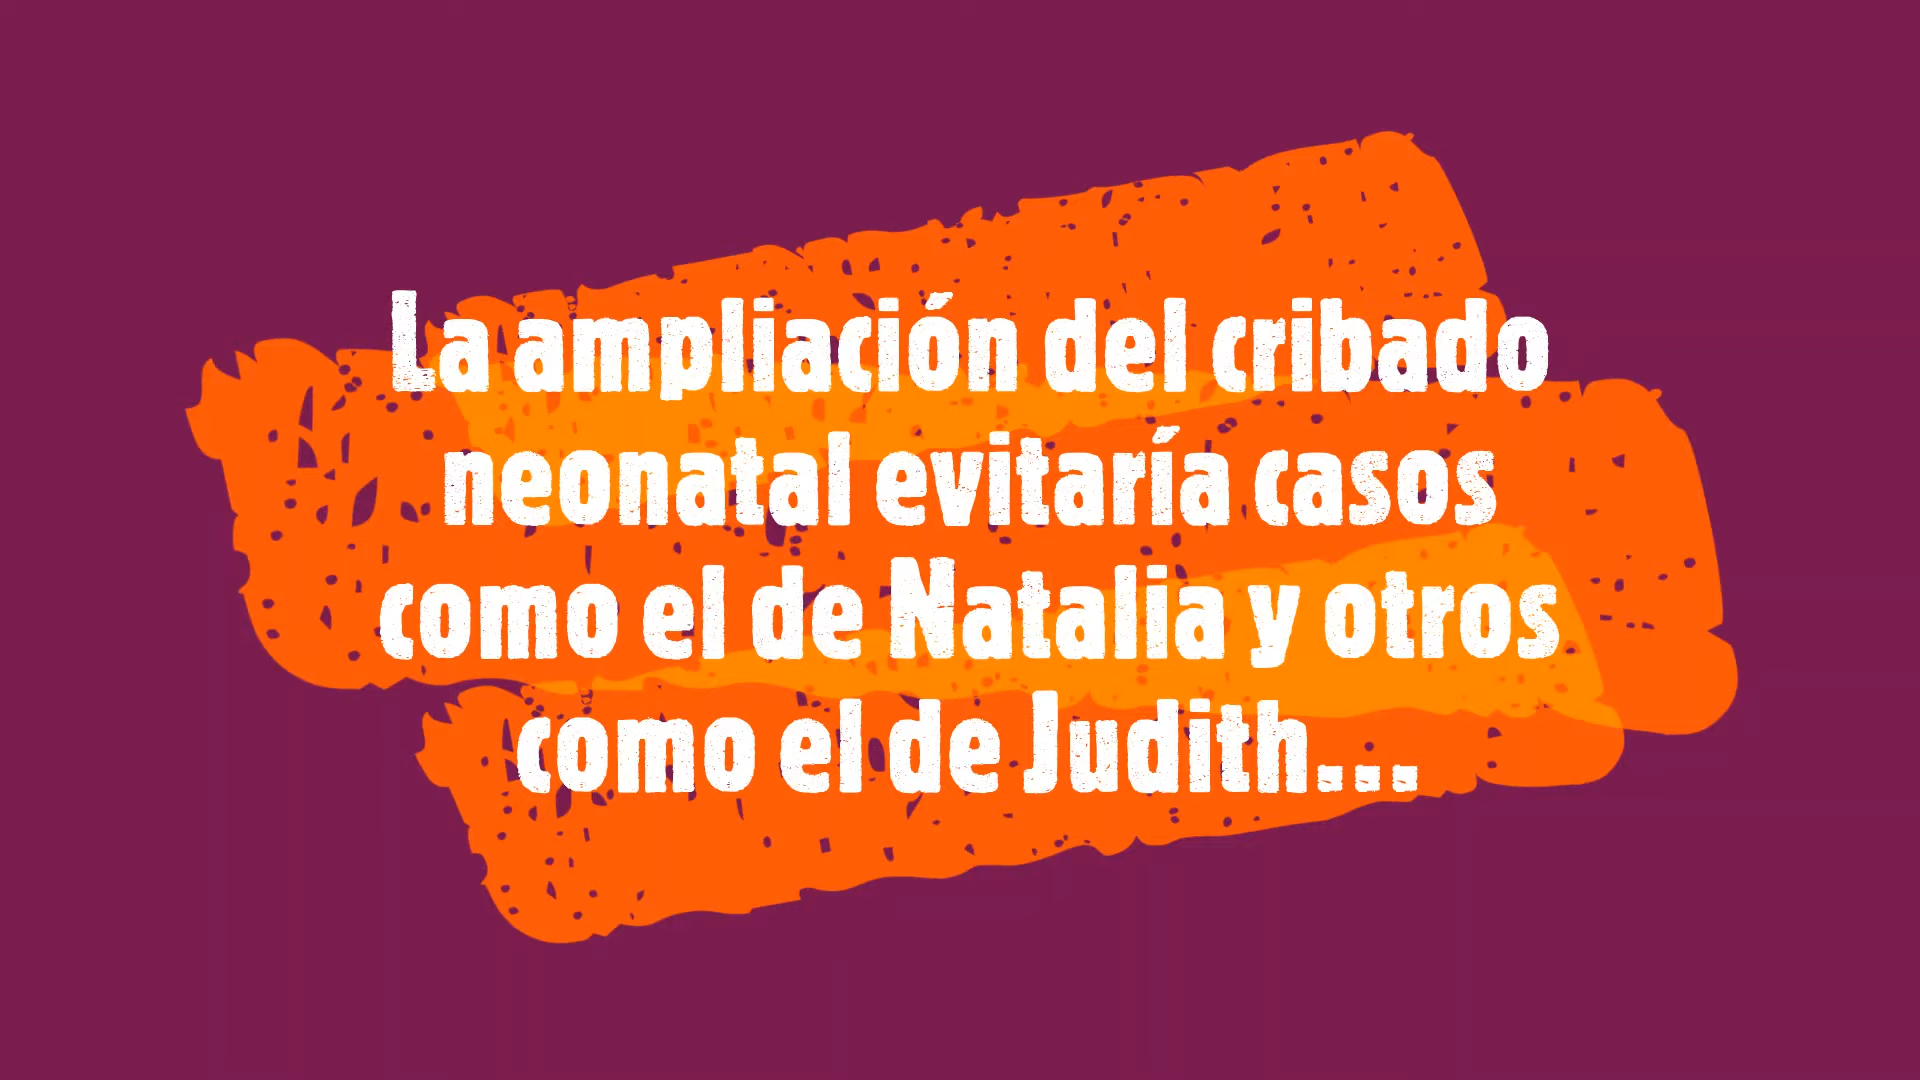 La ampliación del cribado
neonatal evitaría casos
como el de Natalia y otros
como el de Judith...